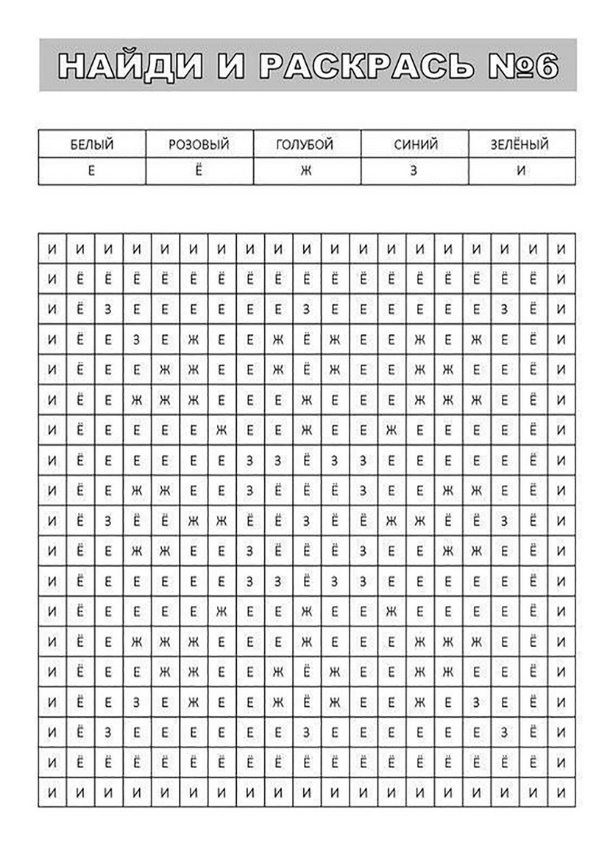 НАЙДИ И РАСКРАСЬ №6
БЕЛЫЙ РОЗОВЫЙ ГОЛУБОЙ СИНИЙ ЗЕЛЁНЫЙ
Е Ё Ж З И
И И И И И И И И И И И И И И И И И И И
И Ё Ё Ё Ё Ё Ё Ё Ё Ё Ё Ё Ё Ё Ё Ё Ё Ё И
И Ё З Е Е Е Е Е Е З Е Е Е Е Е Е З Ё И
И Ё Е З Е Ж Е Е Ж Ё Ж Е Е Ж Е Ж Е Ё И
И Ё Е Е Ж Ж Е Е Ж Ё Ж Е Е Ж Ж Е Е Ё И
И Ё Е Ж Ж Ж Е Е Е Ж Е Е Е Ж Ж Ж Е Ё И
И Ё Е Е Е Е Ж Е Е Ж Е Е Ж Е Е Е Е Ё И
И Ё Е Е Е Е Е З З Ё З З Е Е Е Е Е Ё И
И Ё Е Ж Ж Е Е З Ё Ё Ё З Е Е Ж Ж Е Ё И
И Ё З Ё Ё Ж Ж Ё Ё З Ё Ё Ж Ж Ё Ё З Ё И
И Ё Е Ж Ж Е Е З Ё Ё Ё З Е Е Ж Ж Е Ё И
И Ё Е Е Е Е Е З З Ё З З Е Е Е Е Е Ё И
И Ё Е Е Е Е Ж Е Е Ж Е Е Ж Е Е Е Е Ё И
И Ё Е Ж Ж Ж Е Е Е Ж Е Е Е Ж Ж Ж Е Ё И
И Ё Е Е Ж Ж Е Е Ж Ё Ж Е Е Ж Ж Е Е Ё И
И Ё Е З Е Ж Е Е Ж Ё Ж Е Е Ж Е З Е Ё И
И Ё З Е Е Е Е Е Е З Е Е Е Е Е Е З Ё И
И Ё Ё Ё Ё Ё Ё Ё Ё Ё Ё Ё Ё Ё Ё Ё Ё Ё И
И И И И И И И И И И И И И И И И И И И